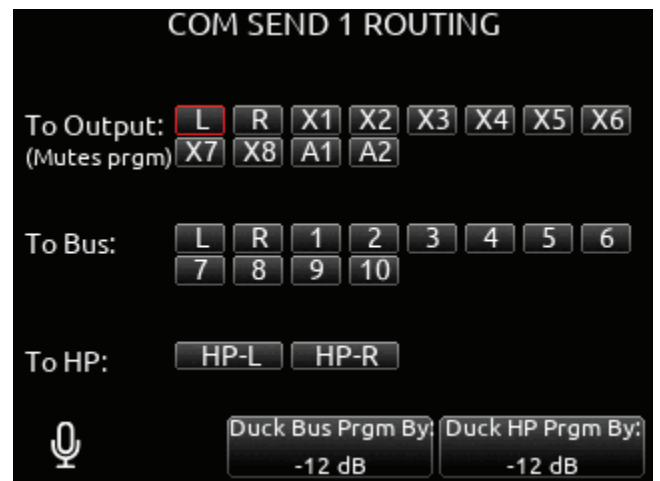 COM SEND 1 ROUTING
To Output: L R X1 X2 X3 X4 X5 X6
(Mutes prgm) X7 X8 A1 A2
To Bus: L R 1 2 3 4 5 6
7 8 9 10
To HP: HP-L HP-R
Duck Bus Prgm By: Duck HP Prgm By:
-12 dB -12 dB